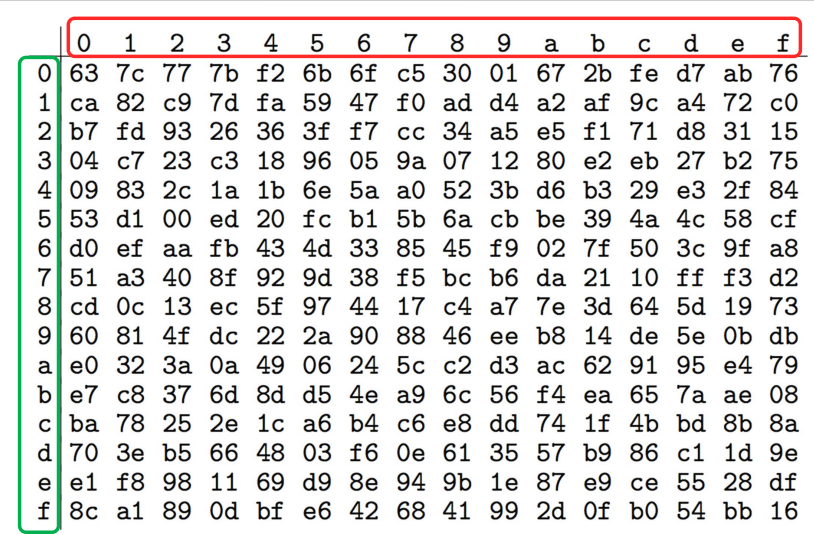 0 1 2 3 4 5 6 7 8 9 a b c d e f
0 63 7c 77 7b f2 6b 6f c5 30 01 67 2b fe d7 ab 76
1 ca 82 c9 7d fa 59 47 f0 ad d4 a2 af 9c a4 72 c0
2 b7 fd 93 26 36 3f f7 cc 34 a5 e5 f1 71 d8 31 15
3 04 c7 23 c3 18 96 05 9a 07 12 80 e2 eb 27 b2 75
4 09 83 2c 1a 1b 6e 5a a0 52 3b d6 b3 29 e3 2f 84
5 53 d1 00 ed 20 fc b1 5b 6a cb be 39 4a 4c 58 cf
6 d0 ef aa fb 43 4d 33 85 45 f9 02 7f 50 3c 9f a8
7 51 a3 40 8f 92 9d 38 f5 bc b6 da 21 10 ff f3 d2
8 cd 0c 13 ec 5f 97 44 17 c4 a7 7e 3d 64 5d 19 73
9 60 81 4f dc 22 2a 90 88 46 ee b8 14 de 5e 0b db
a e0 32 3a 0a 49 06 24 5c c2 d3 ac 62 91 95 e4 79
b e7 c8 37 6d 8d d5 4e a9 6c 56 f4 ea 65 7a ae 08
c ba 78 25 2e 1c a6 b4 c6 e8 dd 74 1f 4b bd 8b 8a
d 70 3e b5 66 48 03 f6 0e 61 35 57 b9 86 c1 1d 9e
e e1 f8 98 11 69 d9 8e 94 9b 1e 87 e9 ce 55 28 df
f 8c a1 89 0d bf e6 42 68 41 99 2d 0f b0 54 bb 16